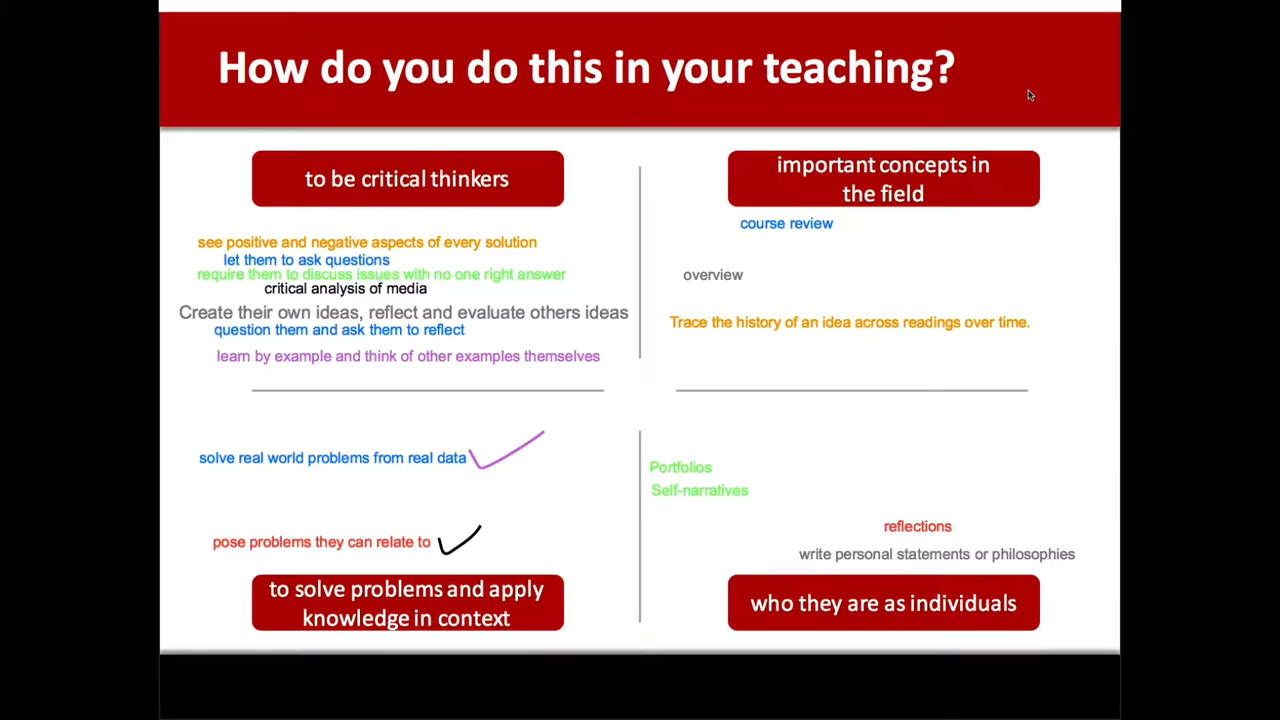 How do you do this in your teaching?
to be critical thinkers
see positive and negative aspects of every solution
let them to ask questions
require them to discuss issues with no one right answer
critical analysis of media
Create their own ideas, reflect and evaluate others ideas
question them and ask them to reflect
learn by example and think of other examples themselves
important concepts in
the field
course review
overview
Trace the history of an idea across readings over time.
solve real world problems from real data
pose problems they can relate to
to solve problems and apply
knowledge in context
Portfolios
Self-narratives
reflections
write personal statements or philosophies
who they are as individuals